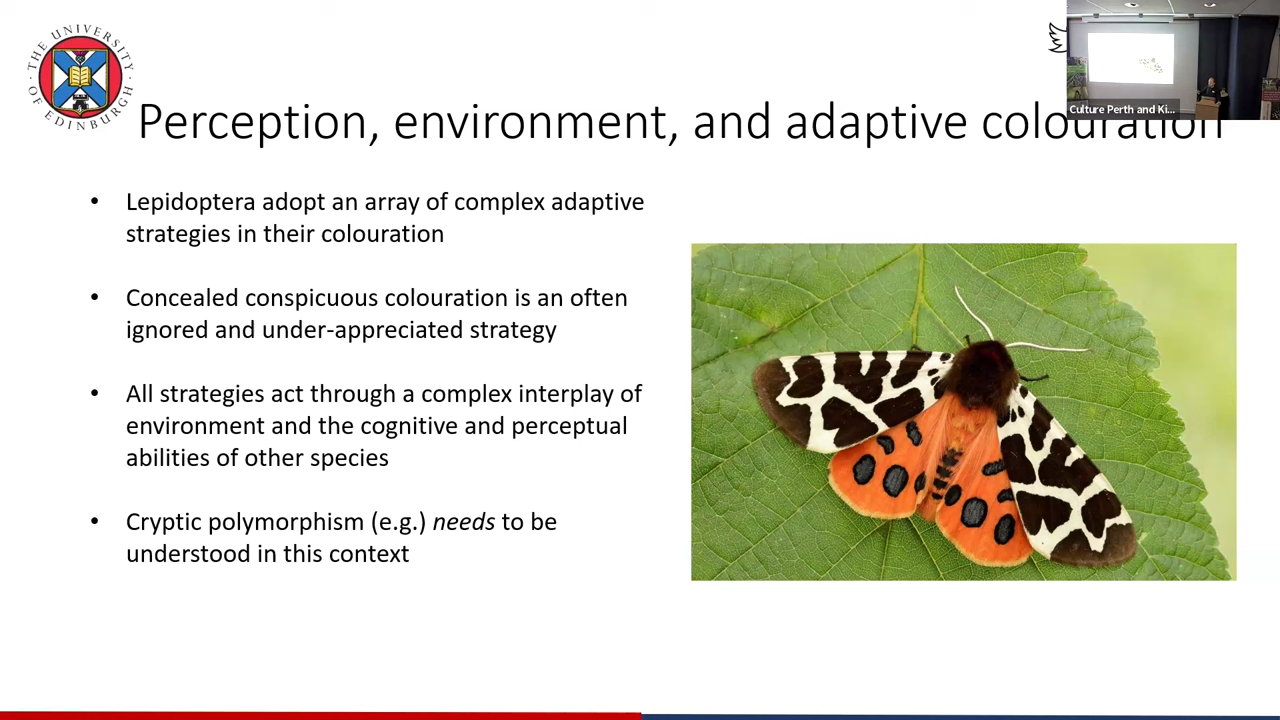 THE UNIVERSITY OF EDINBURGH
Culture Perth and Ki...
Perception, environment, and adaptive colouration
• Lepidoptera adopt an array of complex adaptive
strategies in their colouration
• Concealed conspicuous colouration is an often
ignored and under-appreciated strategy
• All strategies act through a complex interplay of
environment and the cognitive and perceptual
abilities of other species
• Cryptic polymorphism (e.g.) needs to be
understood in this context